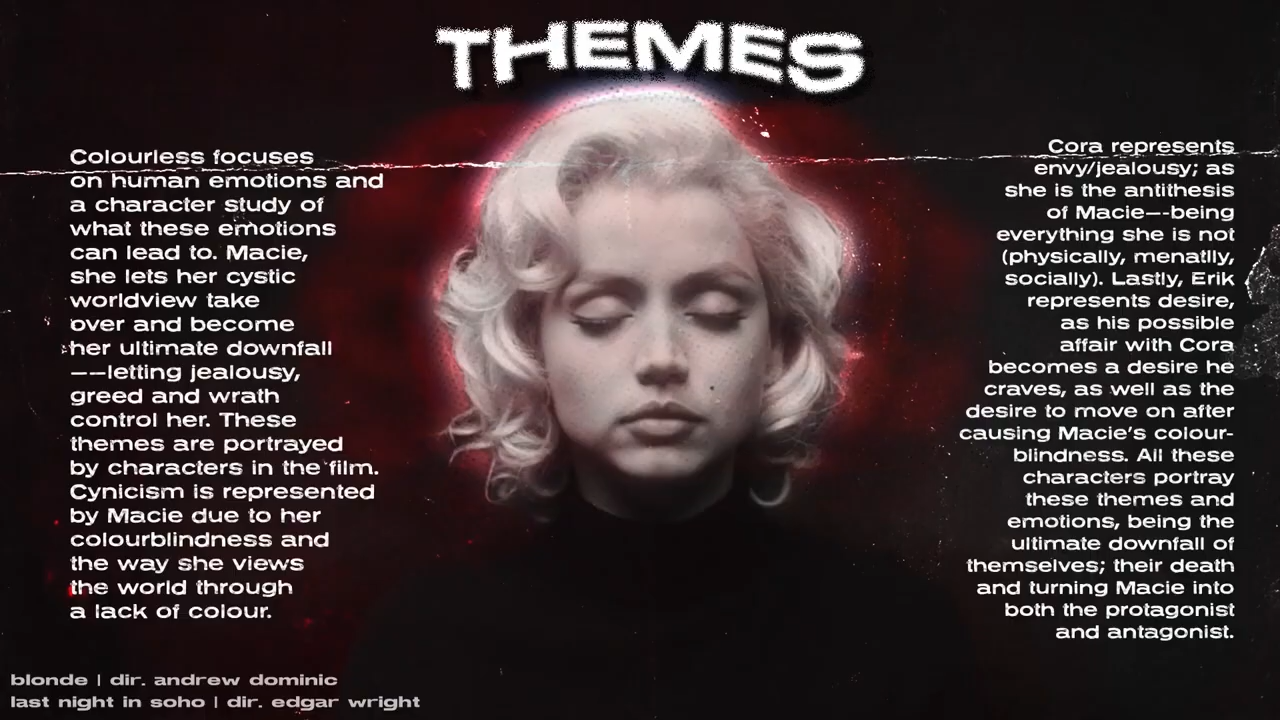 THEMES
Colourless focuses
on human emotions and
a character study of
what these emotions
can lead to. Macie,
she lets her cystic
worldview take
over and become
her ultimate downfall
––letting jealousy,
greed and wrath
control her. These
themes are portrayed
by characters in the film.
Cynicism is represented
by Macie due to her
colourblindness and
the way she views
the world through
a lack of colour.
Cora represents
envy/jealousy; as
she is the antithesis
of Macie–-being
everything she is not
(physically, menatlly,
socially). Lastly, Erik
represents desire,
as his possible
affair with Cora
becomes a desire he
craves, as well as the
desire to move on after
causing Macie's colour-
blindness. All these
characters portray
these themes and
emotions, being the
ultimate downfall of
themselves; their death
and turning Macie into
both the protagonist
and antagonist.
blonde | dir. andrew dominic
last night in soho | dir. edgar wright